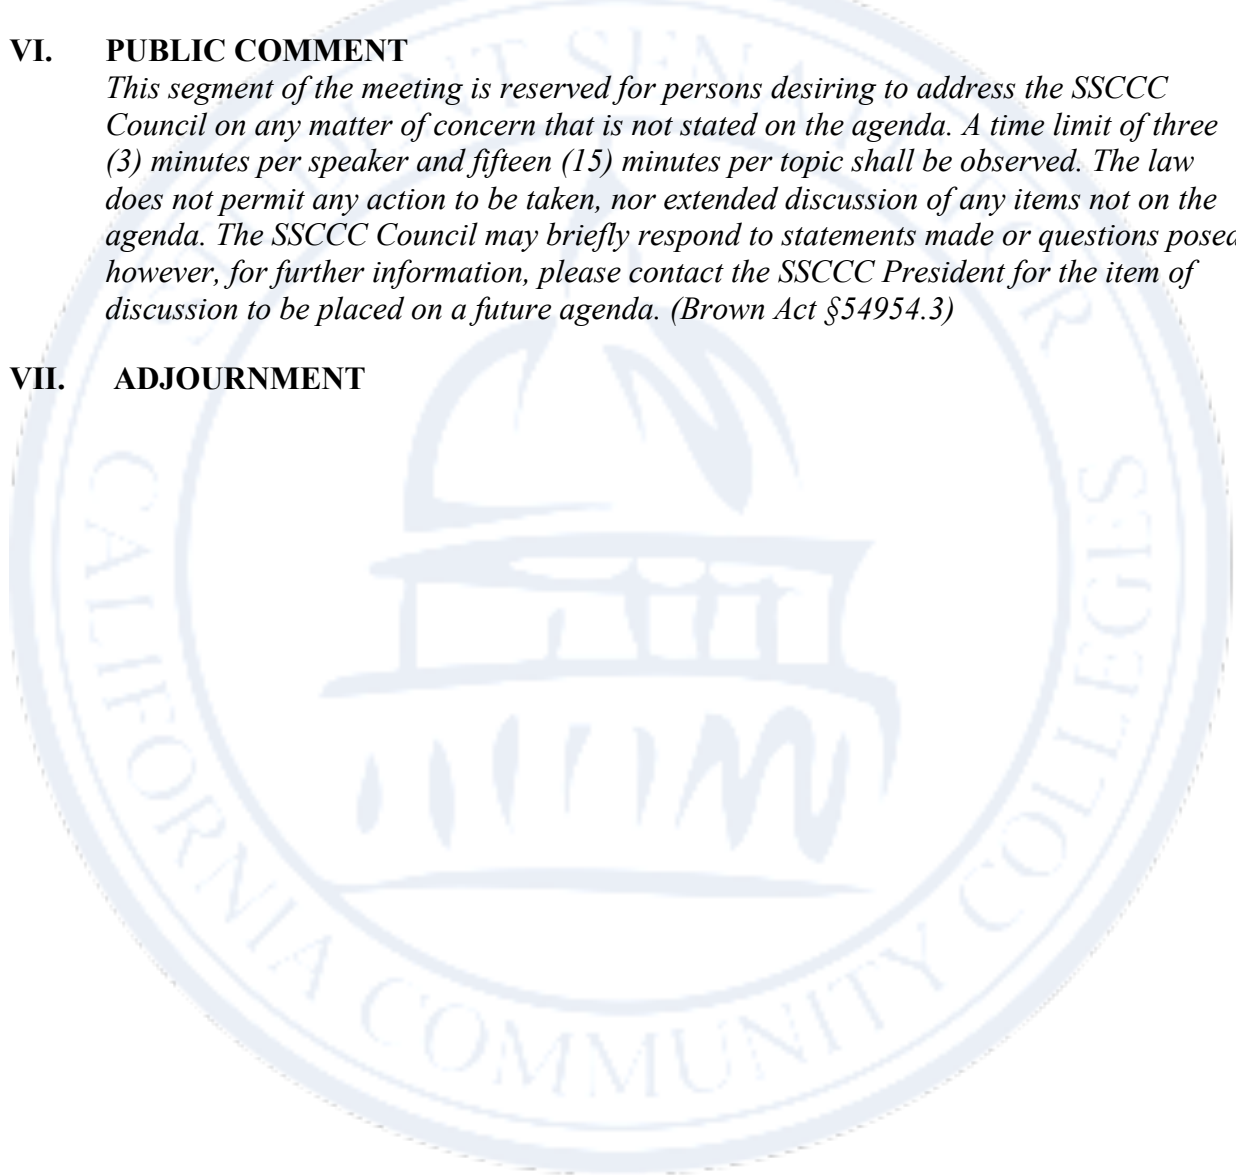 VI. PUBLIC COMMENT
This segment of the meeting is reserved for persons desiring to address the SSCCC
Council on any matter of concern that is not stated on the agenda. A time limit of three
(3) minutes per speaker and fifteen (15) minutes per topic shall be observed. The law
does not permit any action to be taken, nor extended discussion of any items not on the
agenda. The SSCCC Council may briefly respond to statements made or questions posed
however, for further information, please contact the SSCCC President for the item of
discussion to be placed on a future agenda. (Brown Act §54954.3)
VII. ADJOURNMENT
STUDENT SENATE FOR
CALIFORNIA COMMUNITY COLLEGES